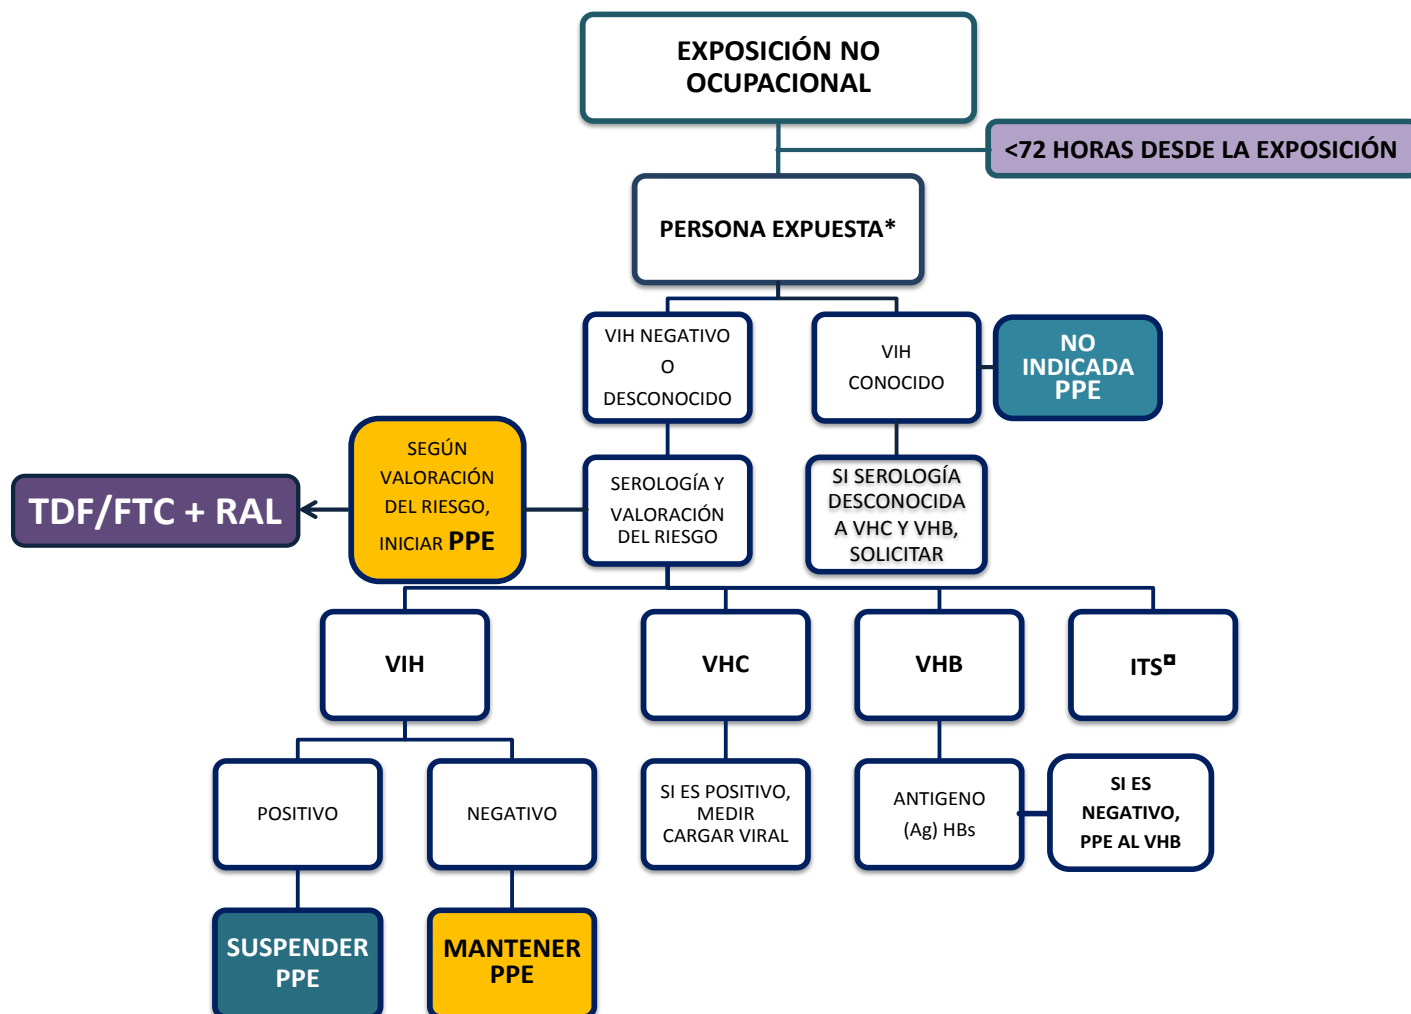 EXPOSICIÓN NO
OCUPACIONAL
<72 HORAS DESDE LA EXPOSICIÓN
PERSONA EXPUESTA*
VIH NEGATIVO
O
DESCONOCIDO
VIH
CONOCIDO
NO
INDICADA
PPE
TDF/FTC + RAL
SEGÚN
VALORACIÓN
DEL RIESGO,
INICIAR PPE
SEROLOGÍA Y
VALORACIÓN
DEL RIESGO
SI SEROLOGÍA
DESCONOCIDA
A VHC Y VHB,
SOLICITAR
VIH
VHC
VHB
ITS◘
POSITIVO
NEGATIVO
SI ES POSITIVO,
MEDIR
CARGAR VIRAL
ANTIGENO
(Ag) HBs
SI ES
NEGATIVO,
PPE AL VHB
SUSPENDER
PPE
MANTENER
PPE